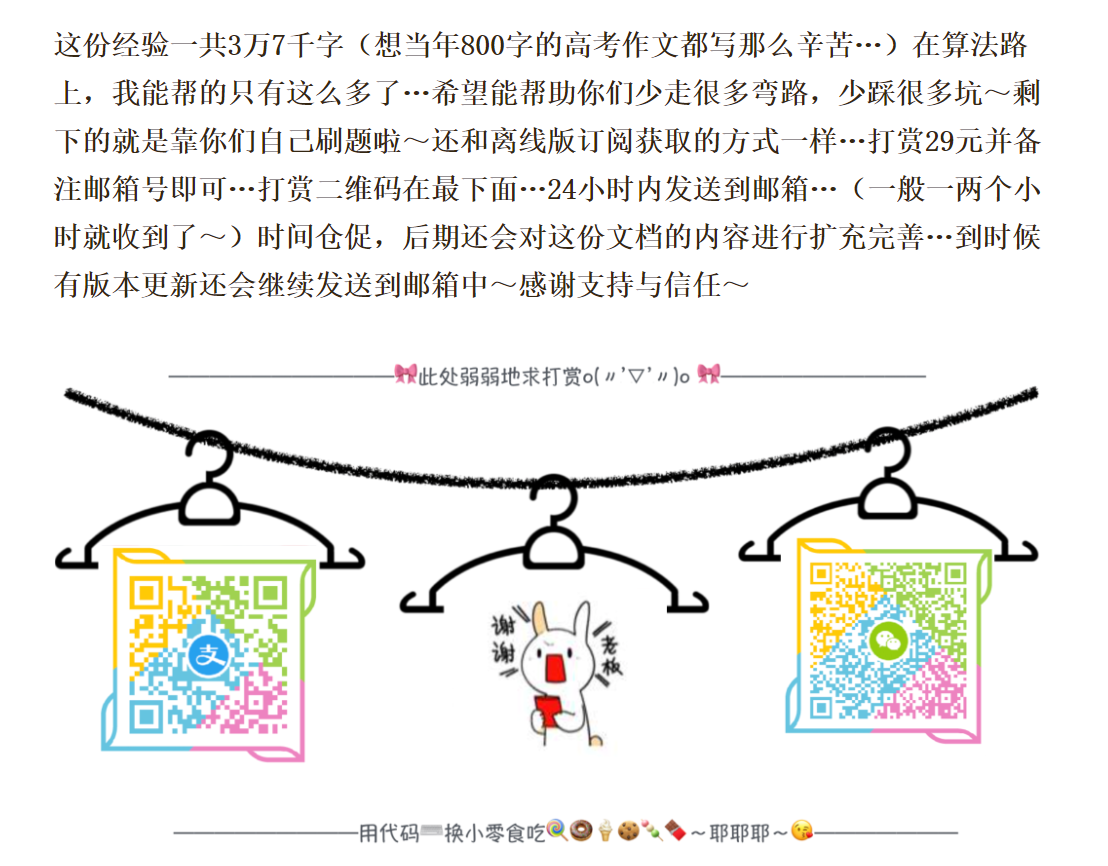 这份经验一共3万7千字（想当年800字的高考作文都写那么辛苦…）在算法路
上，我能帮的只有这么多了…希望能帮助你们少走很多弯路，少踩很多坑～剩
下的就是靠你们自己刷题啦～还和离线版订阅获取的方式一样…打赏29元并备
注邮箱号即可…打赏二维码在最下面…24小时内发送到邮箱…（一般一两个小
时就收到了～）时间仓促，后期还会对这份文档的内容进行扩充完善…到时候
有版本更新还会继续发送到邮箱中～感谢支持与信任～
此处弱弱地求打赏o(〃'▽'〃)o
支
谢谢
老板
用代码⌨换小零食吃🍭🍩🍦🍪🍡🍫～耶耶耶～😘